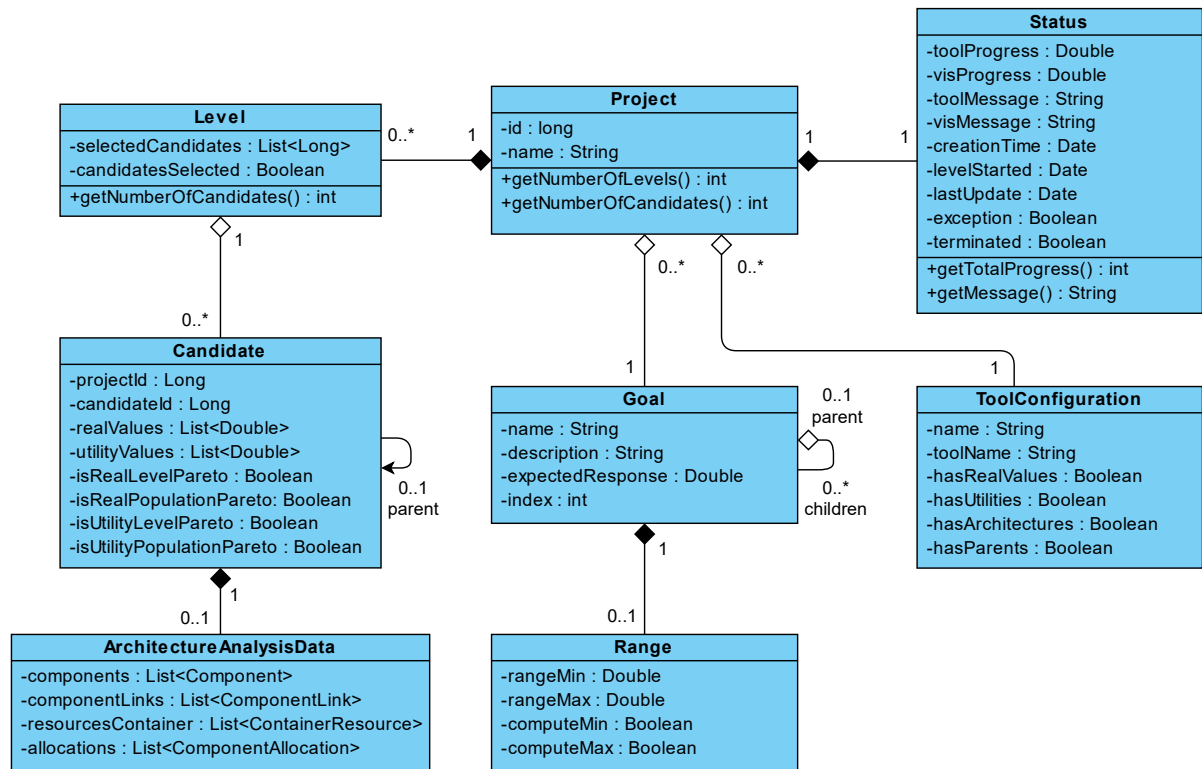 Status
-toolProgress : Double
-visProgress : Double
-toolMessage : String
-visMessage : String
-creationTime : Date
-levelStarted : Date
-lastUpdate : Date
-exception : Boolean
-terminated : Boolean
+getTotalProgress() : int
+getMessage() : String
Project
-id : long
-name : String
+getNumberOfLevels() : int
+getNumberOfCandidates() : int
Level
-selectedCandidates : List<Long>
-candidatesSelected : Boolean
+getNumberOfCandidates() : int
0..*
1
1
1
1
0..*
0..*
0..*
1
1
Candidate
-projectId : Long
-candidateId : Long
-realValues : List<Double>
-utilityValues : List<Double>
-isRealLevelPareto : Boolean
-isRealPopulationPareto: Boolean
-isUtilityLevelPareto : Boolean
-isUtilityPopulationPareto : Boolean
0..1
parent
Goal
-name : String
-description : String
-expectedResponse : Double
-index : int
0..1
parent
0..*
children
ToolConfiguration
-name : String
-toolName : String
-hasRealValues : Boolean
-hasUtilities : Boolean
-hasArchitectures : Boolean
-hasParents : Boolean
1
0..1
1
0..1
ArchitectureAnalysisData
-components : List<Component>
-componentLinks : List<ComponentLink>
-resourcesContainer : List<ContainerResource>
-allocations : List<ComponentAllocation>
Range
-rangeMin : Double
-rangeMax : Double
-computeMin : Boolean
-computeMax : Boolean